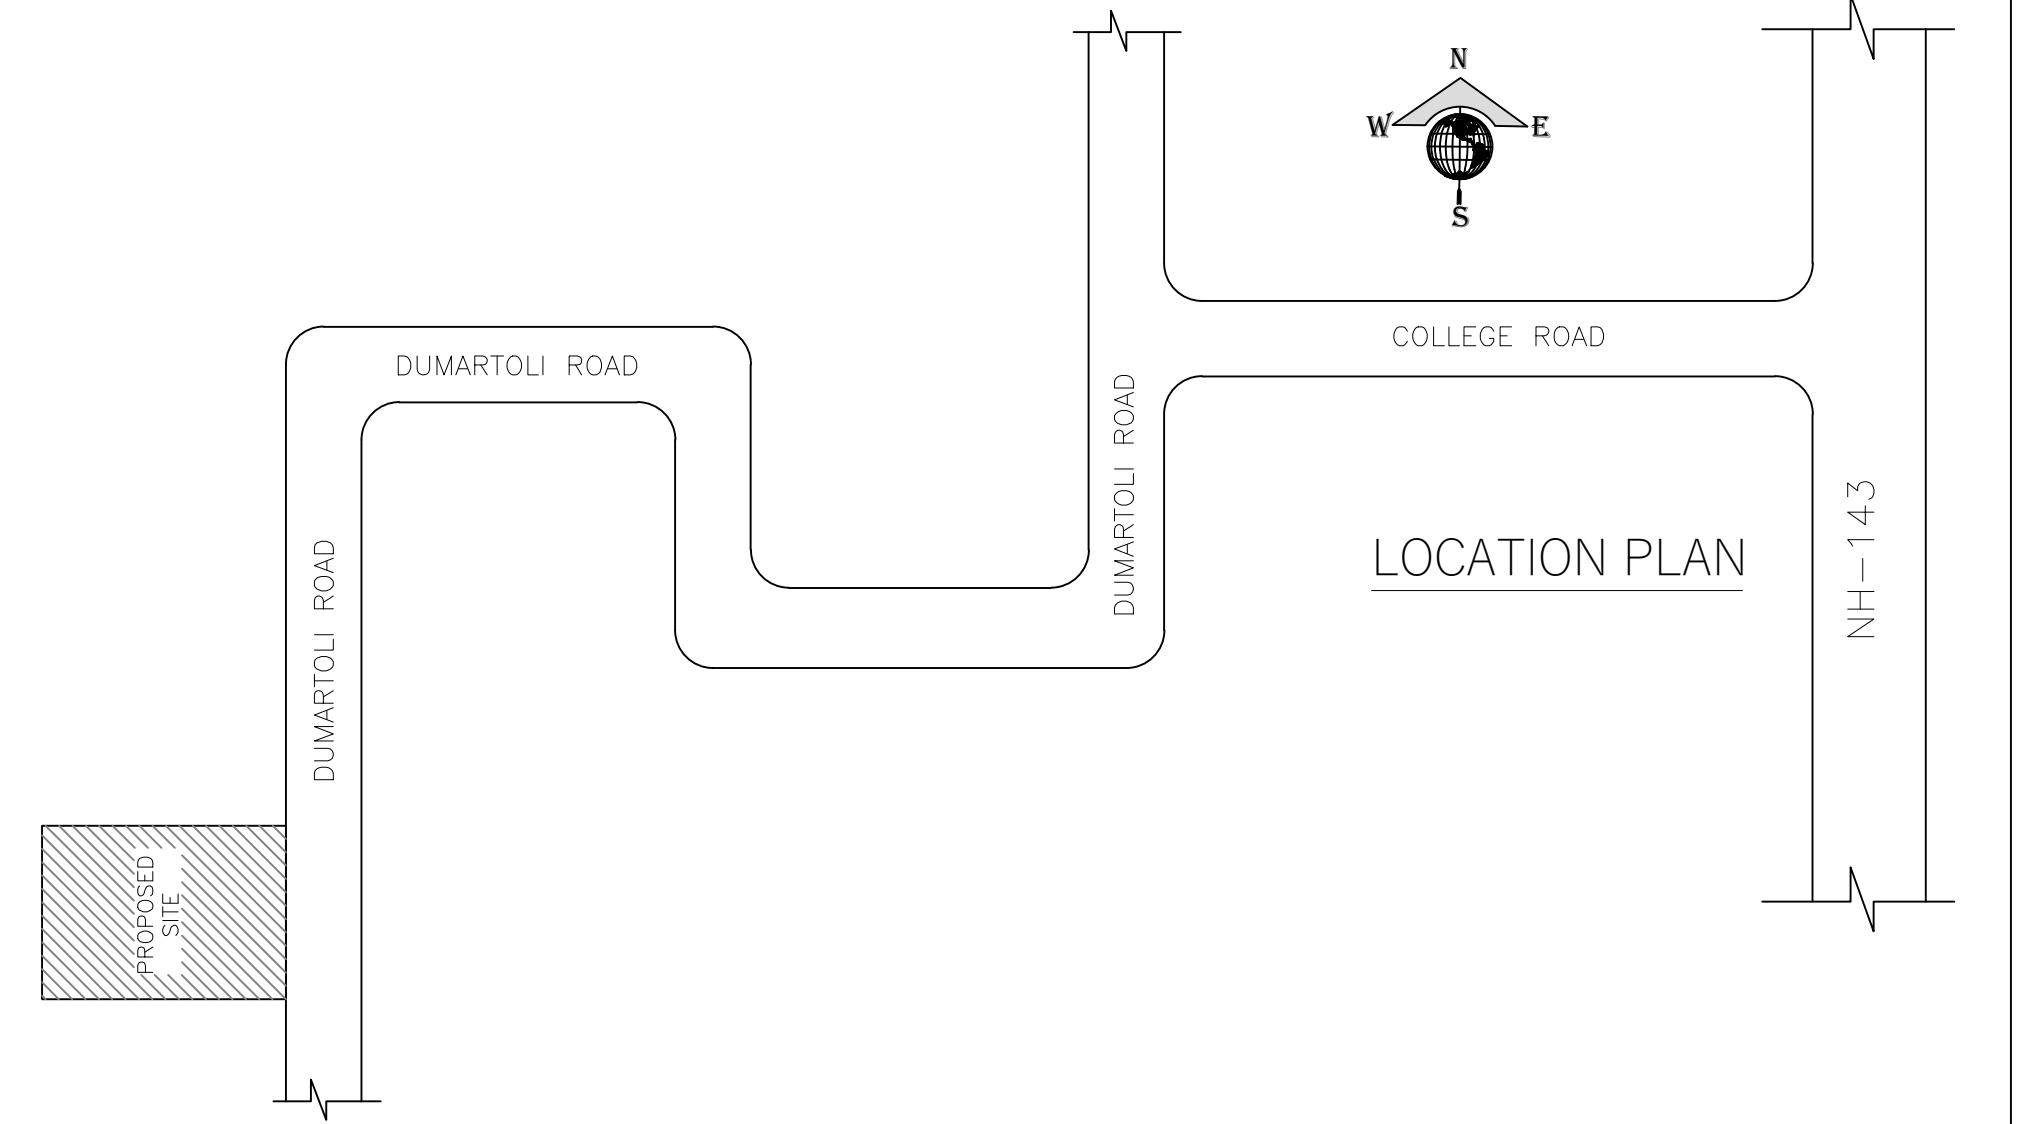 N
W
E
S
COLLEGE ROAD
DUMARTOLI ROAD
DUMARTOLI ROAD
NH-143
LOCATION PLAN
DUMARTOLI ROAD
PROPOSED
SITE